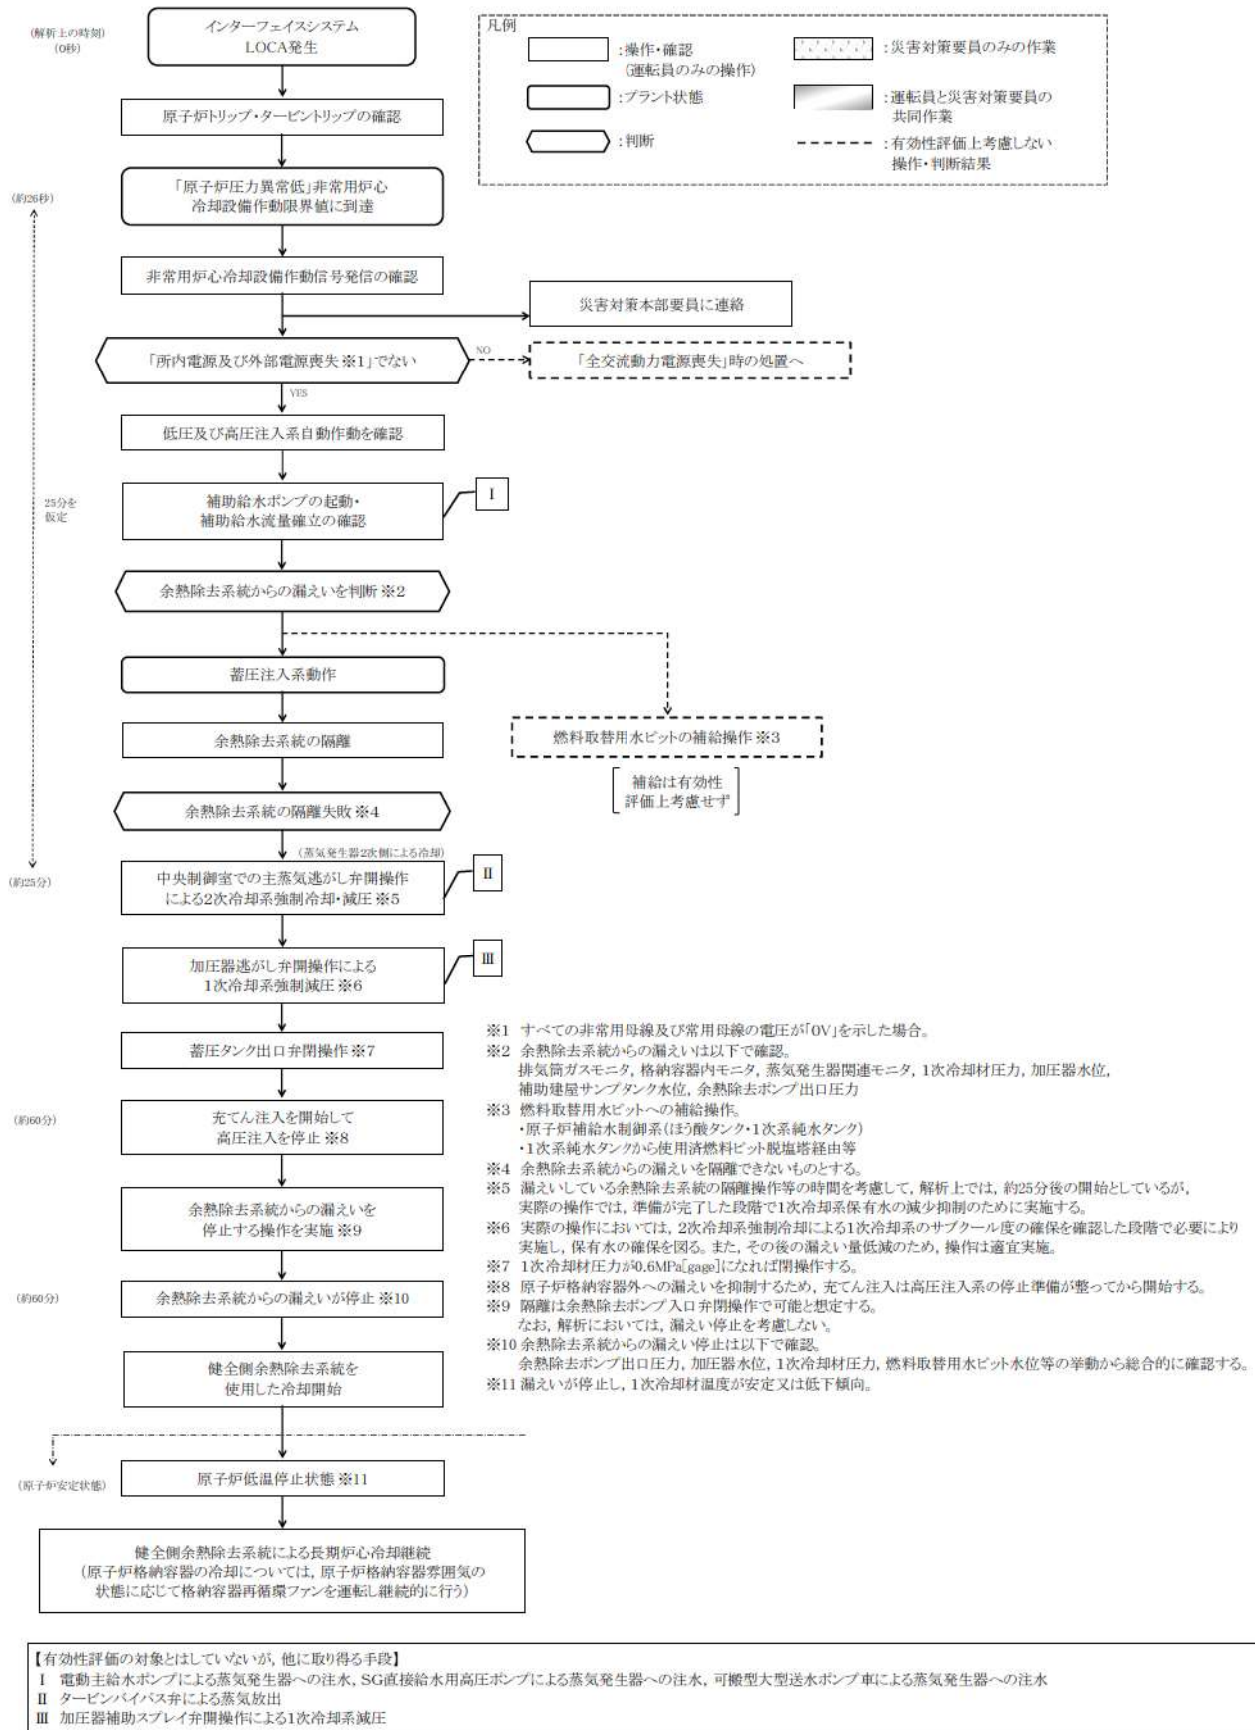 (解析上の時刻)
(0秒)
インターフェイスシステム
LOCA発生
凡例
:操作・確認
(運転員のみの操作)
:災害対策要員のみの作業
:プラント状態
:運転員と災害対策要員の
共同作業
:判断
:有効性評価上考慮しない
操作・判断結果
原子炉トリップ・タービントリップの確認
(約26秒)
「原子炉圧力異常低」非常用炉心
冷却設備作動限界値に到達
非常用炉心冷却設備作動信号発信の確認
災害対策本部要員に連絡
「所内電源及び外部電源喪失※1」でない
NO
「全交流動力電源喪失」時の処置へ
YES
低圧及び高圧注入系自動作動を確認
25分を
仮定
補助給水ポンプの起動・
補助給水流量確立の確認
I
余熱除去系統からの漏えいを判断※2
蓄圧注入系動作
余熱除去系統の隔離
燃料取替用水ピットの補給操作※3
補給は有効性
評価上考慮せず
余熱除去系統の隔離失敗※4
(蒸気発生器2次側による冷却)
(約25分)
中央制御室での主蒸気逃がし弁開操作
による2次冷却系強制冷却・減圧※5
II
加圧器逃がし弁開操作による
1次冷却系強制減圧※6
III
蓄圧タンク出口弁閉操作※7
(約60分)
充てん注入を開始して
高圧注入を停止※8
余熱除去系統からの漏えいを
停止する操作を実施※9
(約60分)
余熱除去系統からの漏えいが停止※10
健全側余熱除去系統を
使用した冷却開始
(原子炉安定状態)
原子炉低温停止状態※11
健全側余熱除去系統による長期炉心冷却継続
(原子炉格納容器の冷却については,原子炉格納容器雰囲気の
状態に応じて格納容器再循環ファンを運転し継続的に行う)
※1 すべての非常用母線及び常用母線の電圧が「0V」を示した場合。
※2 余熱除去系統からの漏えいは以下で確認。
排気筒ガスモニタ,格納容器内モニタ,蒸気発生器関連モニタ,1次冷却材圧力,加圧器水位,
補助建屋サンプタンク水位,余熱除去ポンプ出口圧力
※3 燃料取替用水ピットへの補給操作。
・原子炉補給水制御系(ほう酸タンク・1次系純水タンク)
・1次系純水タンクから使用済燃料ピット脱塩塔経由等
※4 余熱除去系統からの漏えいを隔離できないものとする。
※5 漏えいしている余熱除去系統の隔離操作等の時間を考慮して,解析上では,約25分後の開始としているが,
実際の操作では,準備が完了した段階で1次冷却系保有水の減少抑制のために実施する。
※6 実際の操作においては,2次冷却系強制冷却による1次冷却系のサブクール度の確保を確認した段階で必要により
実施し,保有水の確保を図る。また,その後の漏えい量低減のため,操作は適宜実施。
※7 1次冷却材圧力が0.6MPa[gage]になれば閉操作する。
※8 原子炉格納容器外への漏えいを抑制するため,充てん注入は高圧注入系の停止準備が整ってから開始する。
※9 隔離は余熱除去ポンプ入口弁閉操作で可能と想定する。
なお,解析においては,漏えい停止を考慮しない。
※10 余熱除去系統からの漏えい停止は以下で確認。
余熱除去ポンプ出口圧力,加圧器水位,1次冷却材圧力,燃料取替用水ピット水位等の挙動から総合的に確認する。
※11 漏えいが停止し,1次冷却材温度が安定又は低下傾向。
【有効性評価の対象とはしていないが,他に取り得る手段】
I 電動主給水ポンプによる蒸気発生器への注水,SG直接給水用高圧ポンプによる蒸気発生器への注水,可搬型大型送水ポンプ車による蒸気発生器への注水
II タービンバイパス弁による蒸気放出
III 加圧器補助スプレイ弁開操作による1次冷却系減圧